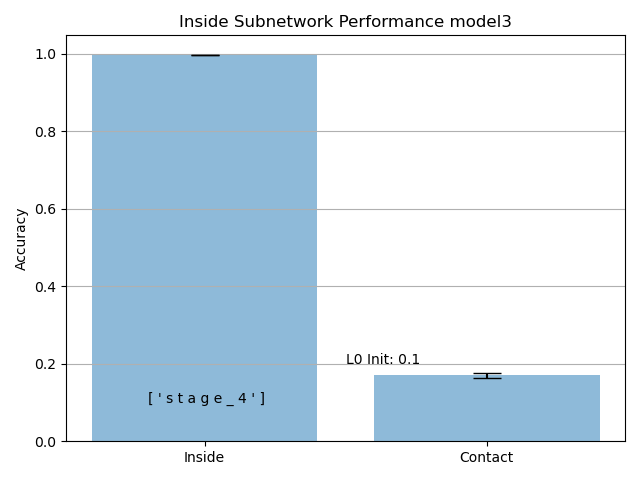 Inside Subnetwork Performance model3
Accuracy
1.0
0.8
0.6
0.4
0.2
0.0
L0 Init: 0.1
['stage_4']
Inside
Contact